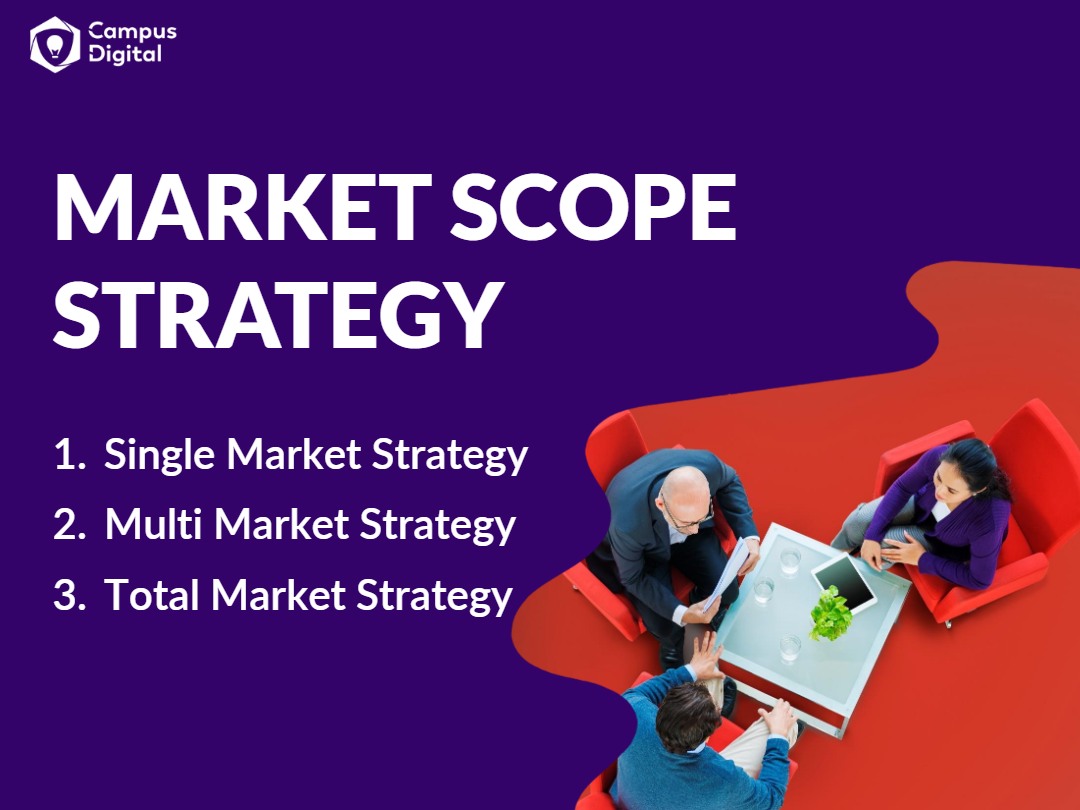 Campus
Digital
MARKET SCOPE
STRATEGY
1. Single Market Strategy
2. Multi Market Strategy
3. Total Market Strategy